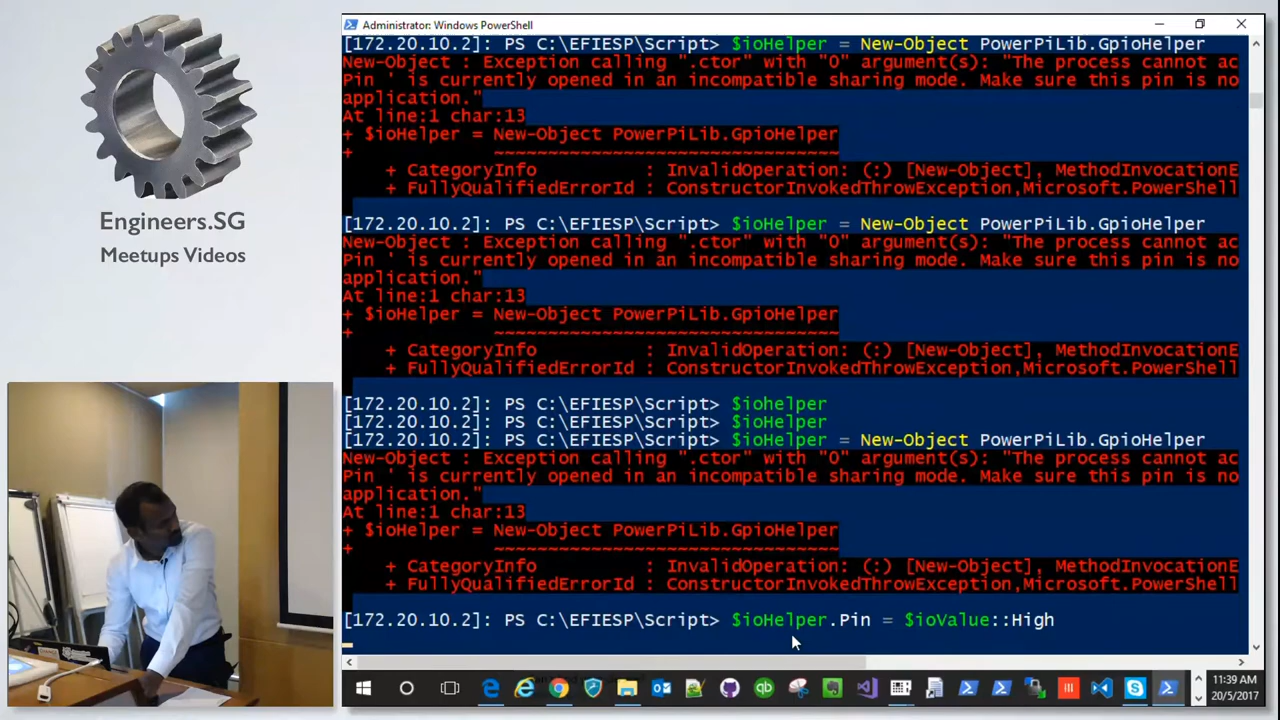 Administrator: Windows PowerShell
[172.20.10.2]: PS C:\EFIESP\Script> $ioHelper = New-Object PowerPiLib.GpioHelper
New-Object : Exception calling ".ctor" with "0" argument(s): "The process cannot ac
Pin ' is currently opened in an incompatible sharing mode. Make sure this pin is no
application."
At line:1 char:13
+ $ioHelper = New-Object PowerPiLib.GpioHelper
+             ~~~~~~~~~~~~~~~~~~~~~~~~~~~~~~~~
    + CategoryInfo          : InvalidOperation: (:) [New-Object], MethodInvocationE
    + FullyQualifiedErrorId : ConstructorInvokedThrowException,Microsoft.PowerShell
[172.20.10.2]: PS C:\EFIESP\Script> $ioHelper = New-Object PowerPiLib.GpioHelper
New-Object : Exception calling ".ctor" with "0" argument(s): "The process cannot ac
Pin ' is currently opened in an incompatible sharing mode. Make sure this pin is no
application."
At line:1 char:13
+ $ioHelper = New-Object PowerPiLib.GpioHelper
+             ~~~~~~~~~~~~~~~~~~~~~~~~~~~~~~~~
    + CategoryInfo          : InvalidOperation: (:) [New-Object], MethodInvocationE
    + FullyQualifiedErrorId : ConstructorInvokedThrowException,Microsoft.PowerShell
[172.20.10.2]: PS C:\EFIESP\Script> $iohelper
[172.20.10.2]: PS C:\EFIESP\Script> $ioHelper
[172.20.10.2]: PS C:\EFIESP\Script> $ioHelper = New-Object PowerPiLib.GpioHelper
New-Object : Exception calling ".ctor" with "0" argument(s): "The process cannot ac
Pin ' is currently opened in an incompatible sharing mode. Make sure this pin is no
application."
At line:1 char:13
+ $ioHelper = New-Object PowerPiLib.GpioHelper
+             ~~~~~~~~~~~~~~~~~~~~~~~~~~~~~~~~
    + CategoryInfo          : InvalidOperation: (:) [New-Object], MethodInvocationE
    + FullyQualifiedErrorId : ConstructorInvokedThrowException,Microsoft.PowerShell
[172.20.10.2]: PS C:\EFIESP\Script> $ioHelper.Pin = $ioValue::High
Engineers.SG
Meetups Videos
11:39 AM
20/5/2017